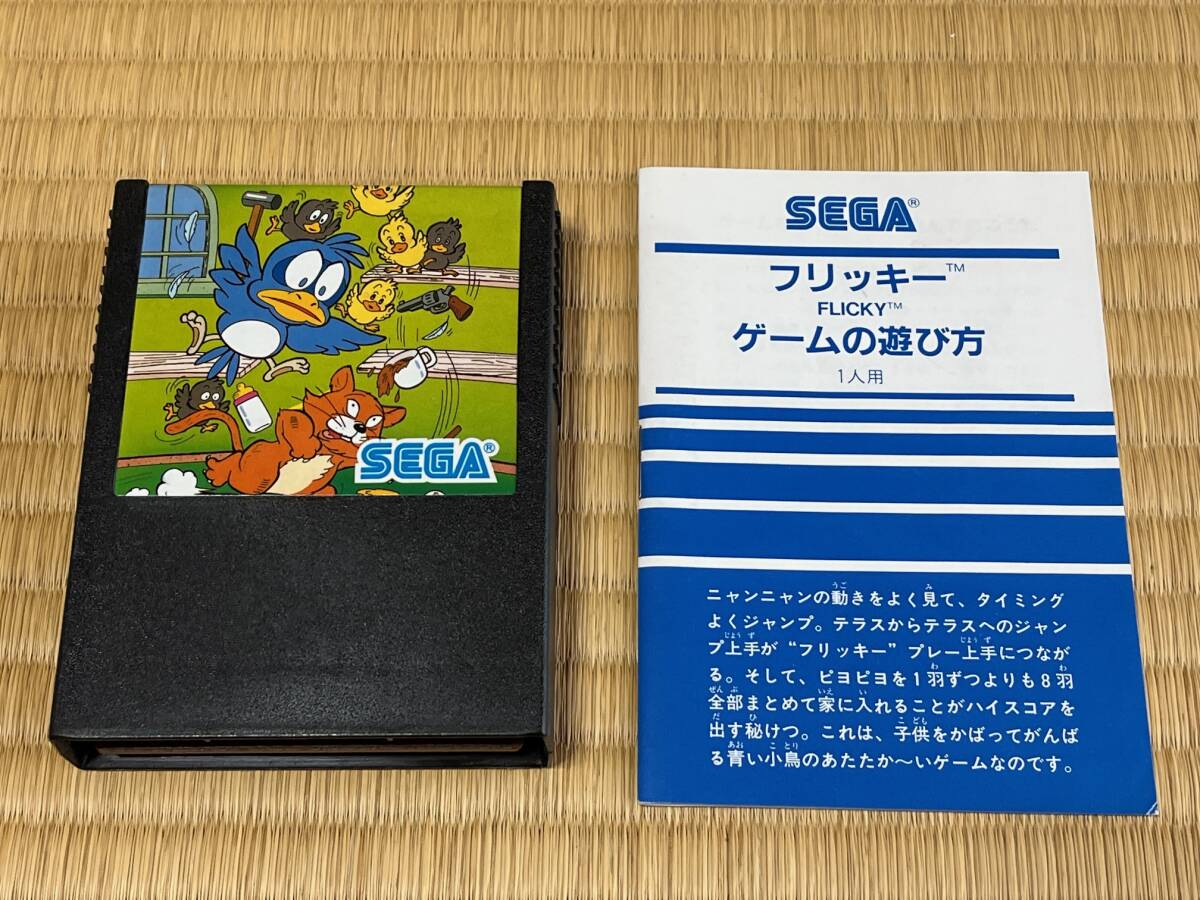 SEGA®
SEGA®
フリッキー™
FLICKY™
ゲームの遊び方
1人用
ニャンニャンの動きをよく見て、タイミング
よくジャンプ。テラスからテラスへのジャン
プ上手が“フリッキー”プレー上手につなが
る。そして、ピヨピヨを1羽ずつよりも8羽
全部まとめて家に入れることがハイスコアを
出す秘けつ。これは、子供をかばってがんば
る青い小鳥のあたたか〜いゲームなのです。